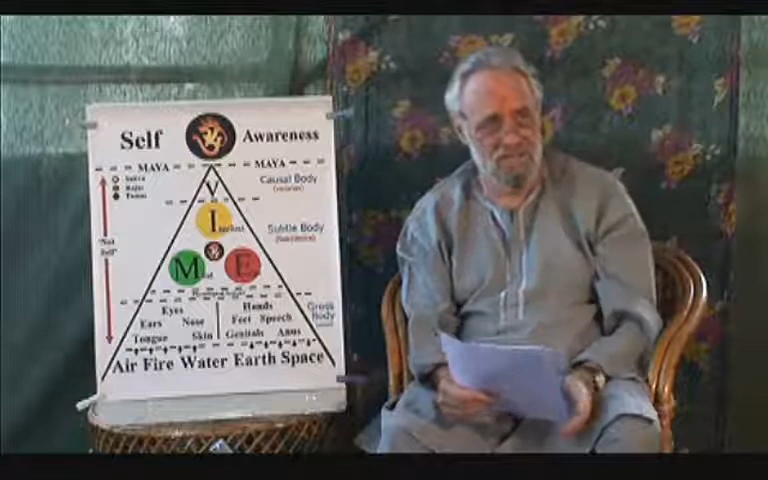 Self Awareness
MAYA MAYA
Sattva
Rajas
Tamas
Causal Body
V
I ntellect
Subtle Body
"Not
Self"
M E
Eyes Hands
Ears Nose Feet Speech
Tongue Skin Genitals Anus
Gross
Body
Air Fire Water Earth Space